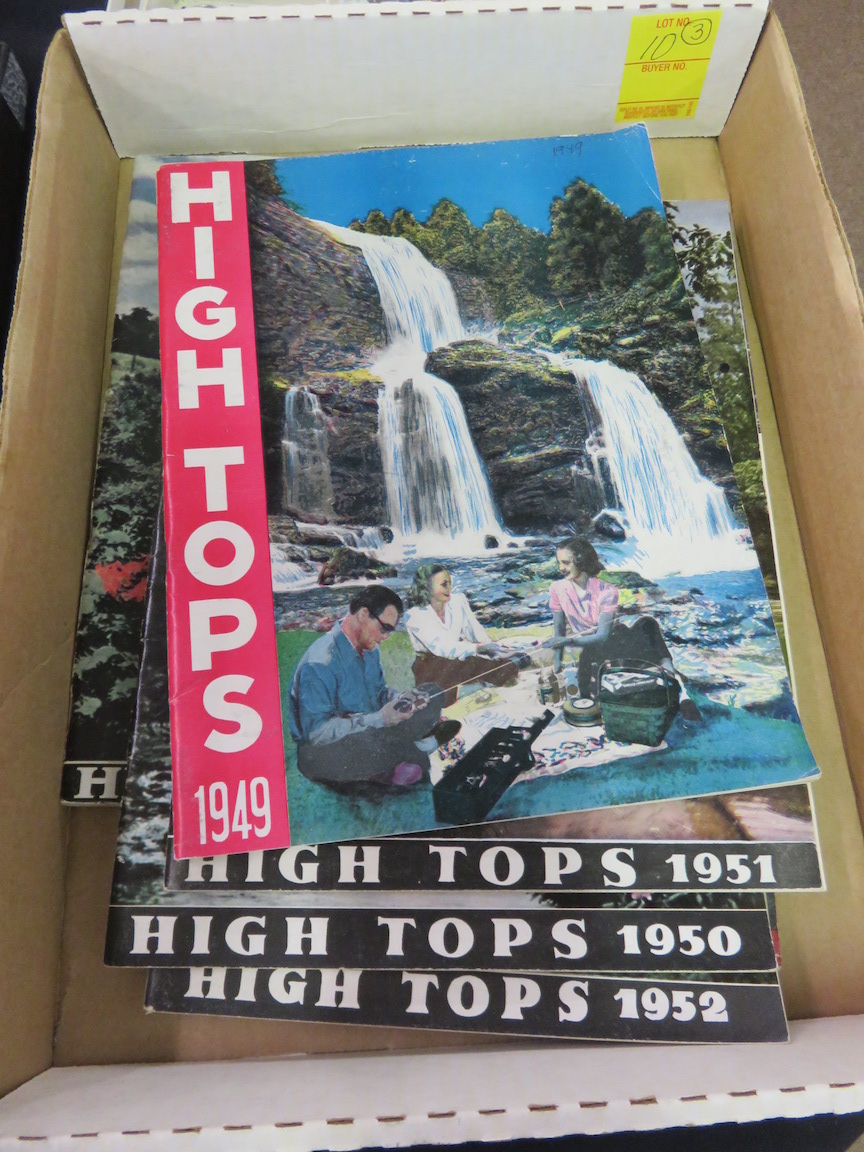 LOT NO.
10 3
BUYER NO.
1949
HIGH TOPS
1949
H
HIGH TOPS 1951
HIGH TOPS 1950
HIGH TOPS 1952